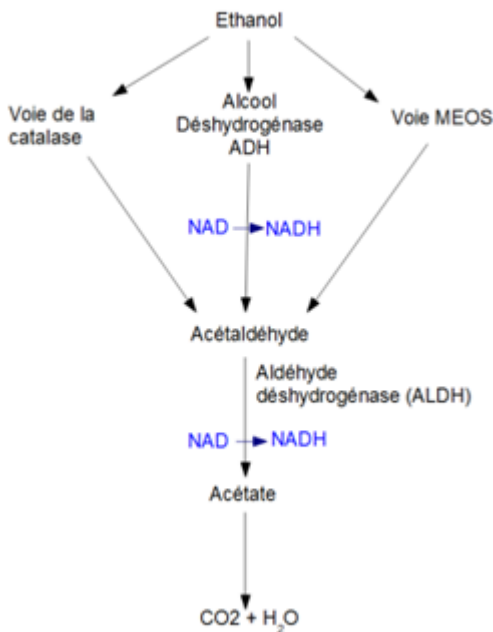 Ethanol
Voie de la
catalase
Alcool
Déshydrogénase
ADH
Voie MEOS
NAD
NADH
Acétaldéhyde
Aldéhyde
déshydrogénase (ALDH)
NAD
NADH
Acétate
CO2 + H₂O